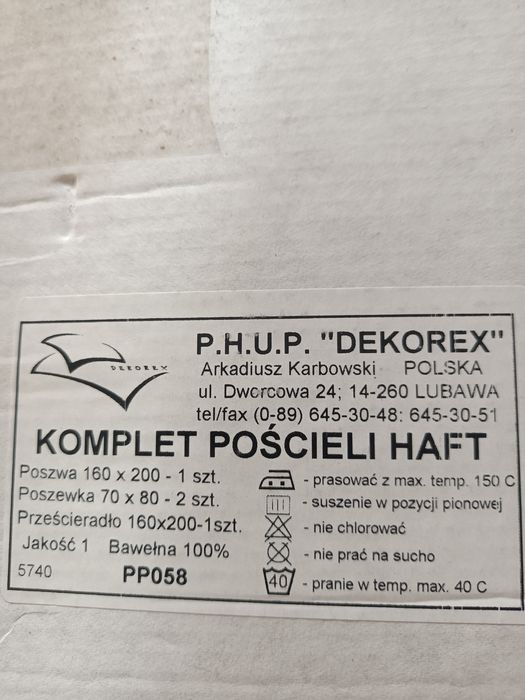 DEKOREX
P.H.U.P. "DEKOREX"
Arkadiusz Karbowski POLSKA
ul. Dworcowa 24; 14-260 LUBAWA
tel/fax (0-89) 645-30-48: 645-30-51
KOMPLET POŚCIELI HAFT
Poszwa 160 x 200 - 1 szt.
Poszewka 70 x 80 - 2 szt.
Prześcieradło 160x200-1szt.
Jakość 1 Bawełna 100%
5740 PP058
- prasować z max. temp. 150 C
- suszenie w pozycji pionowej
- nie chlorować
- nie prać na sucho
40 - pranie w temp. max. 40 C